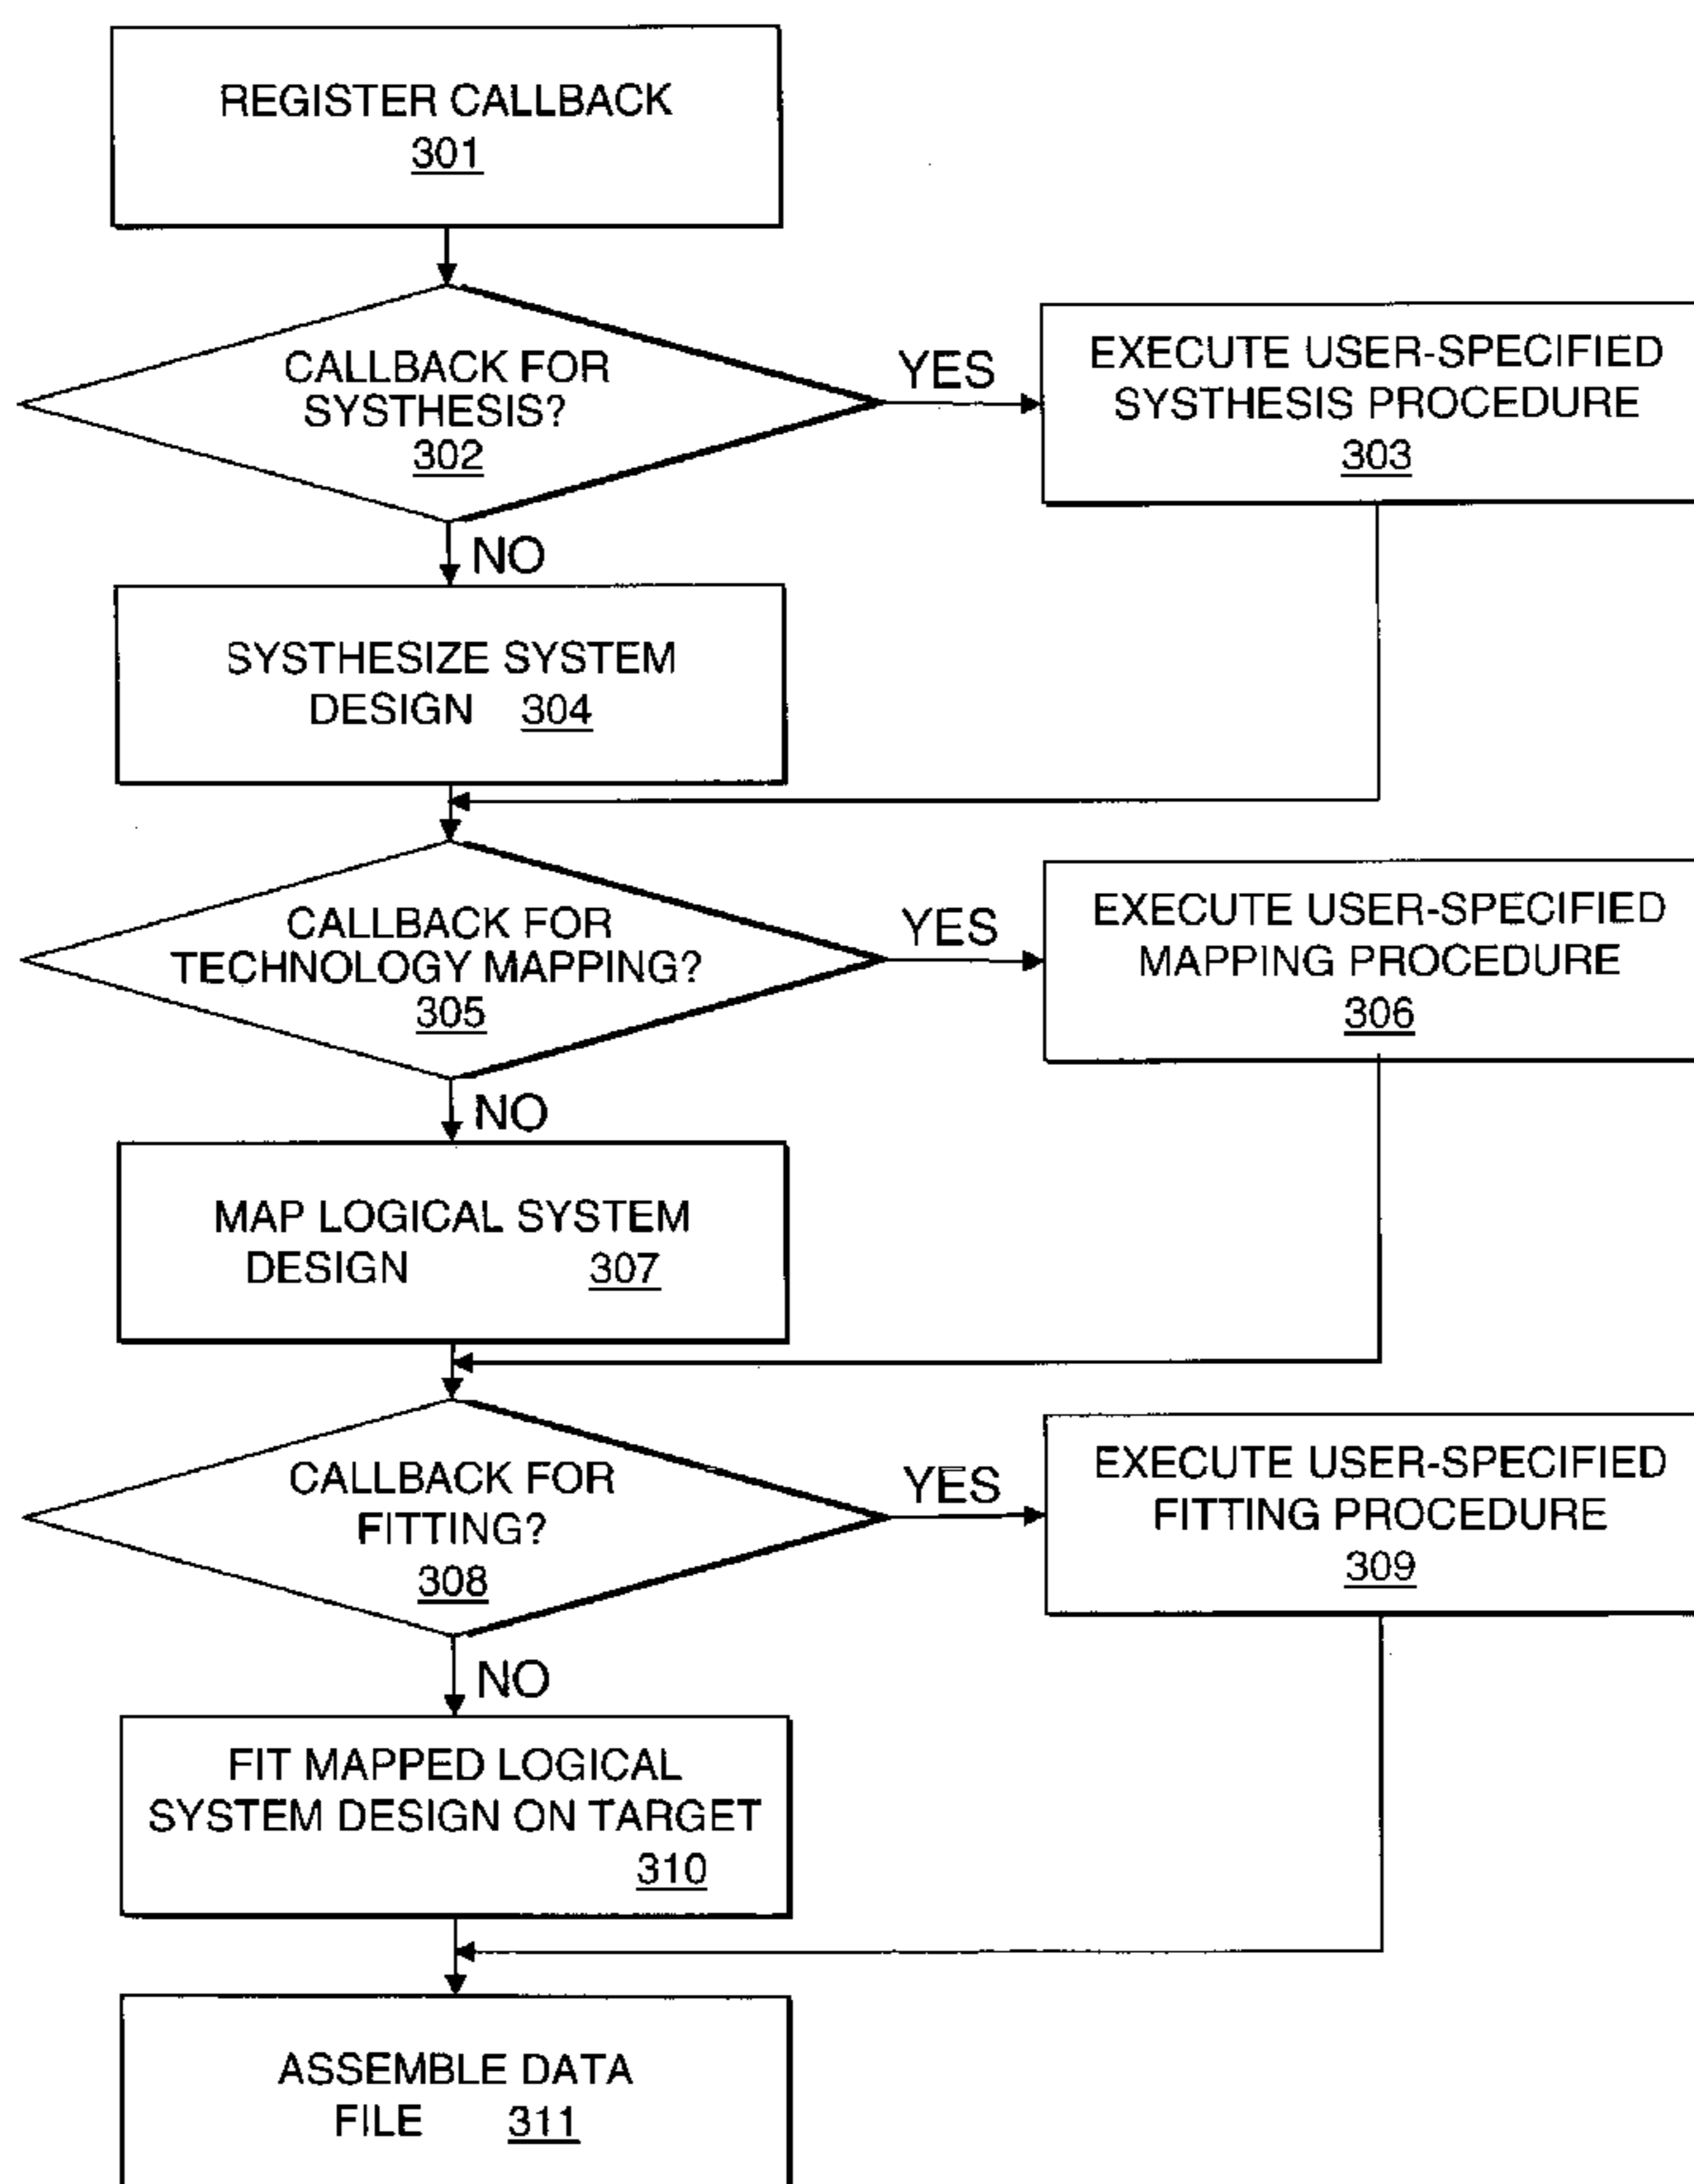 REGISTER CALLBACK
301
CALLBACK FOR
SYSTHESIS?
302
YES
EXECUTE USER-SPECIFIED
SYSTHESIS PROCEDURE
303
NO
SYSTHESIZE SYSTEM
DESIGN 304
CALLBACK FOR
TECHNOLOGY MAPPING?
305
YES
EXECUTE USER-SPECIFIED
MAPPING PROCEDURE
306
NO
MAP LOGICAL SYSTEM
DESIGN 307
CALLBACK FOR
FITTING?
308
YES
EXECUTE USER-SPECIFIED
FITTING PROCEDURE
309
NO
FIT MAPPED LOGICAL
SYSTEM DESIGN ON TARGET
310
ASSEMBLE DATA
FILE 311